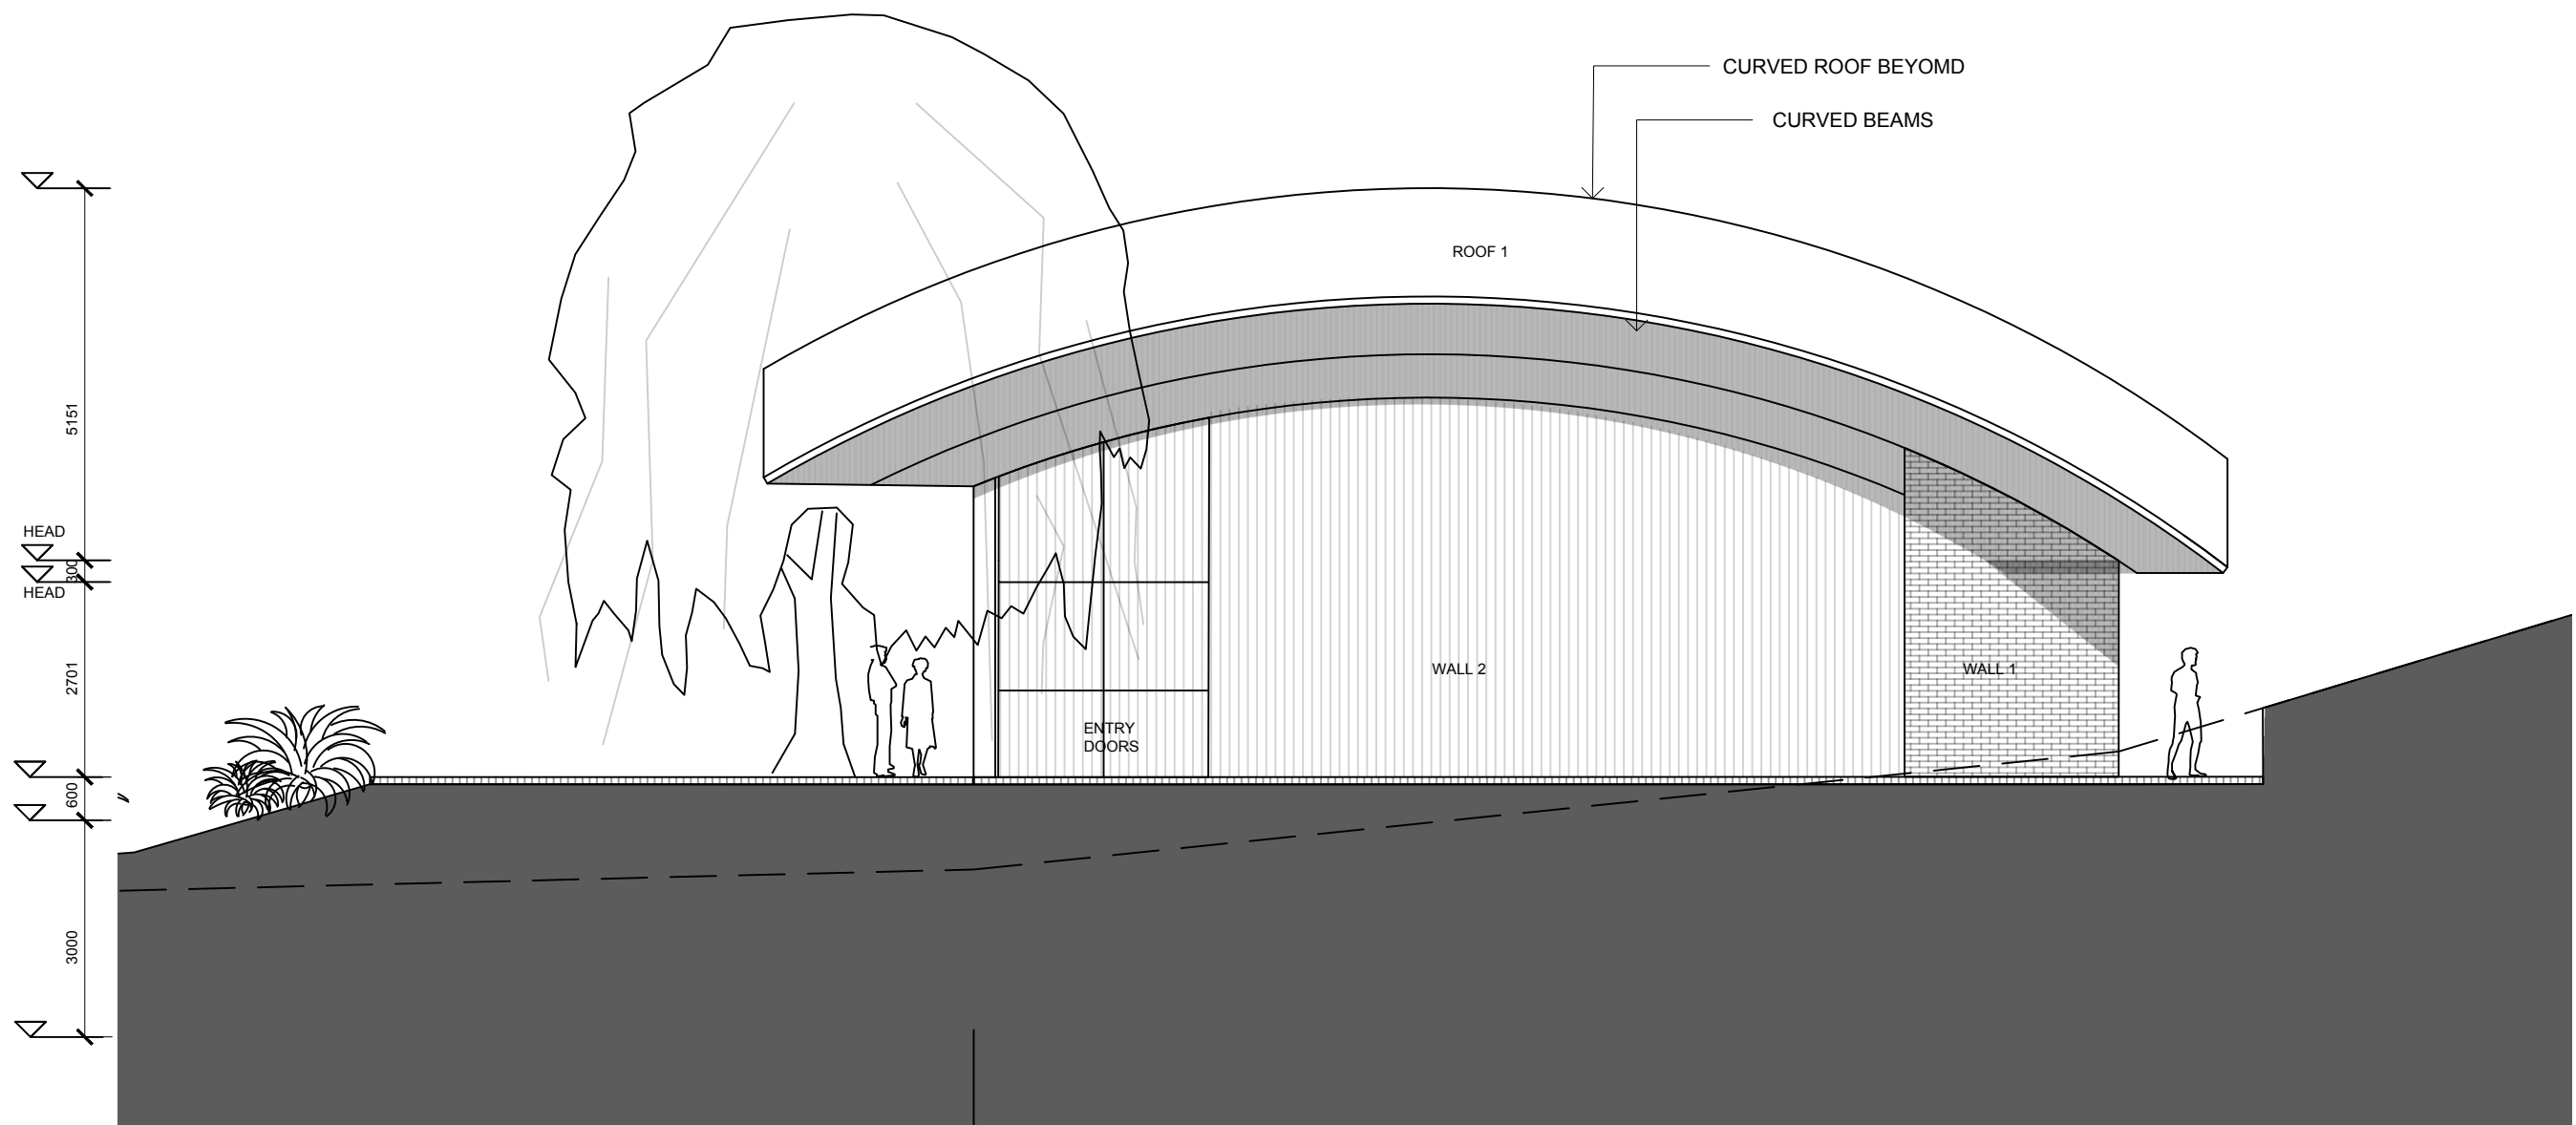 CURVED ROOF BEYOMD
CURVED BEAMS
ROOF 1
5151
HEAD
300
HEAD
2701
WALL 2
WALL 1
ENTRY
DOORS
600
3000